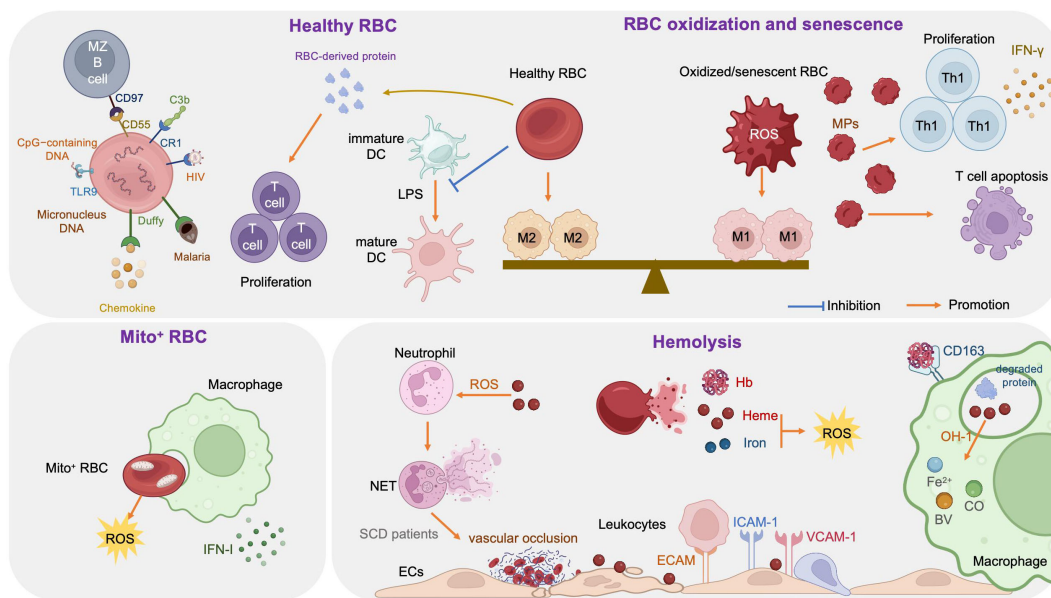 Healthy RBC
MZ
B
cell
CD97
C3b
CD55
CR1
CpG-containing
DNA
HIV
TLR9
Micronucleus
DNA
Duffy
Malaria
Chemokine
RBC-derived protein
T
cell
T
cell
T
cell
Proliferation
immature
DC
LPS
mature
DC
Healthy RBC
M2
M2
RBC oxidization and senescence
Oxidized/senescent RBC
ROS
M1
M1
MPs
Proliferation
IFN-γ
Th1
Th1
Th1
T cell apoptosis
Inhibition
Promotion
Mito⁺ RBC
Macrophage
Mito⁺ RBC
ROS
IFN-I
Hemolysis
Neutrophil
ROS
NET
SCD patients
vascular occlusion
ECs
Hb
Heme
Iron
ROS
Leukocytes
ECAM
ICAM-1
VCAM-1
CD163
degraded
protein
OH-1
Fe²⁺
BV
CO
Macrophage